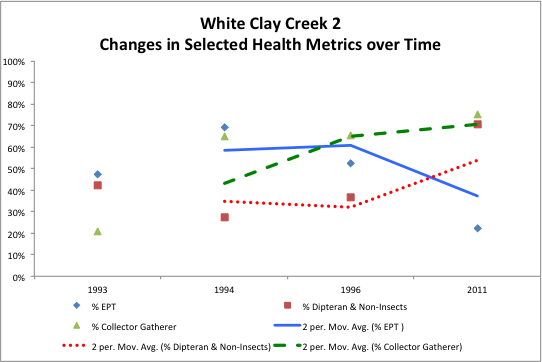 White Clay Creek 2
Changes in Selected Health Metrics over Time
100%
90%
80%
70%
60%
50%
40%
30%
20%
10%
0%
1993 1994 1996 2011
% EPT % Dipteran & Non-Insects
% Collector Gatherer 2 per. Mov. Avg. (% EPT )
2 per. Mov. Avg. (% Dipteran & Non-Insects) 2 per. Mov. Avg. (% Collector Gatherer)